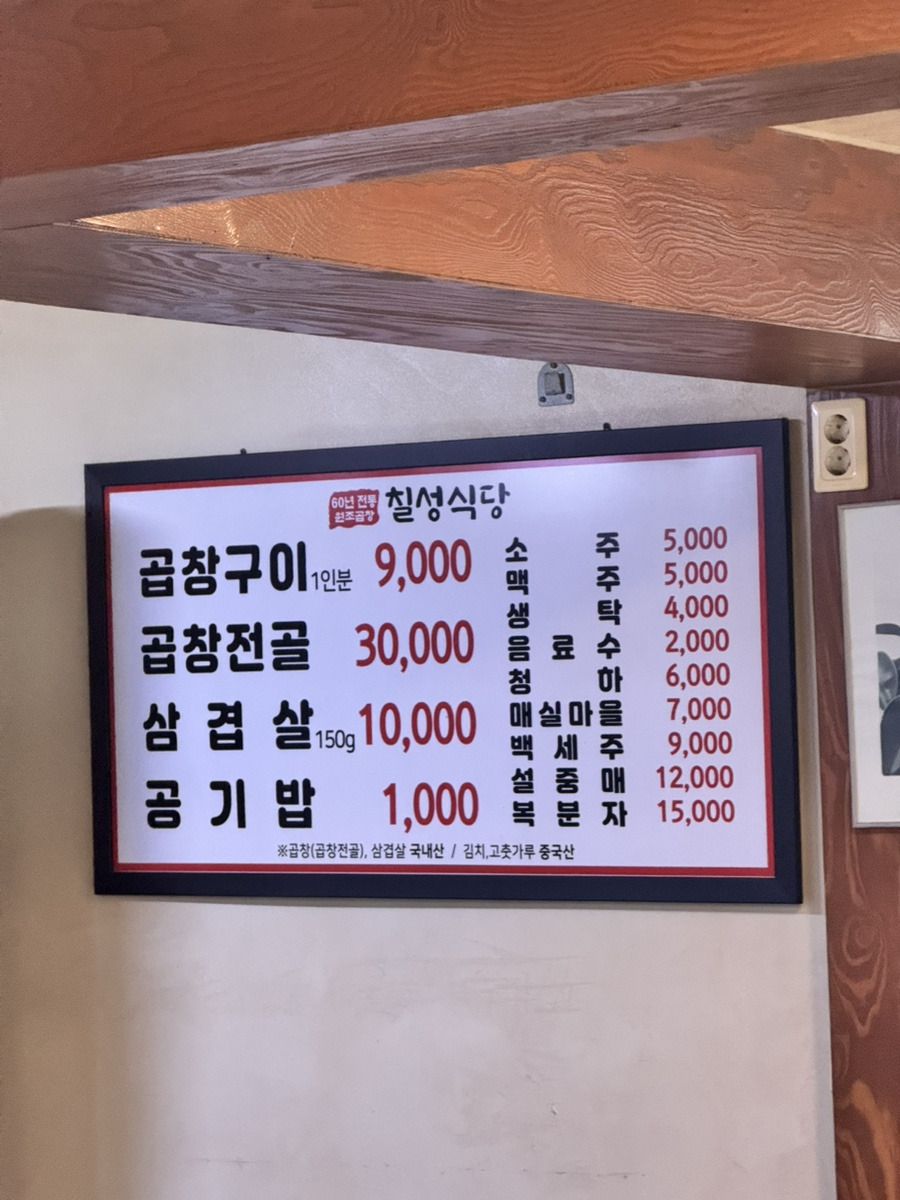 60년 전통
원조곱창
칠성식당
곱창구이 1인분 9,000
곱창전골 30,000
삼겹살 150g 10,000
공기밥 1,000
소주 5,000
맥주 5,000
생탁 4,000
음료수 2,000
청하 6,000
매실마을 7,000
백세주 9,000
설중매 12,000
복분자 15,000
※곱창(곱창전골), 삼겹살 국내산 / 김치,고춧가루 중국산